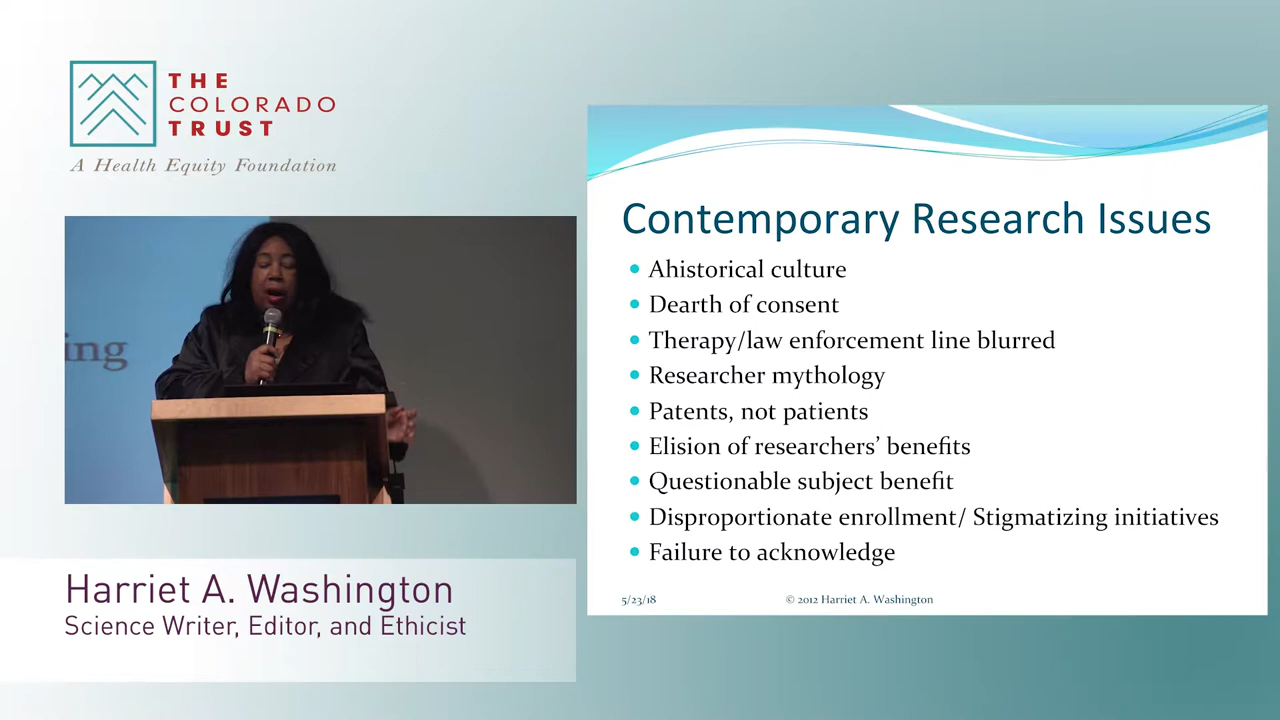 THE
COLORADO
TRUST
A Health Equity Foundation
ing
Harriet A. Washington
Science Writer, Editor, and Ethicist
Contemporary Research Issues
Ahistorical culture
Dearth of consent
Therapy/law enforcement line blurred
Researcher mythology
Patents, not patients
Elision of researchers’ benefits
Questionable subject benefit
Disproportionate enrollment/ Stigmatizing initiatives
Failure to acknowledge
5/23/18
© 2012 Harriet A. Washington